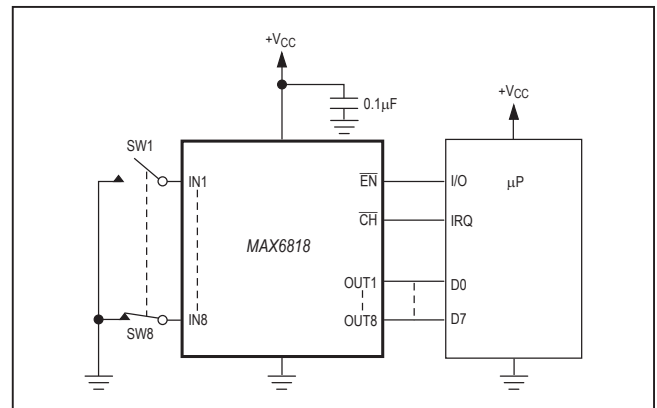 +VCC
0.1μF
+VCC
SW1
IN1
EN
I/O
μP
CH
IRQ
MAX6818
OUT1
D0
IN8
OUT8
D7
SW8